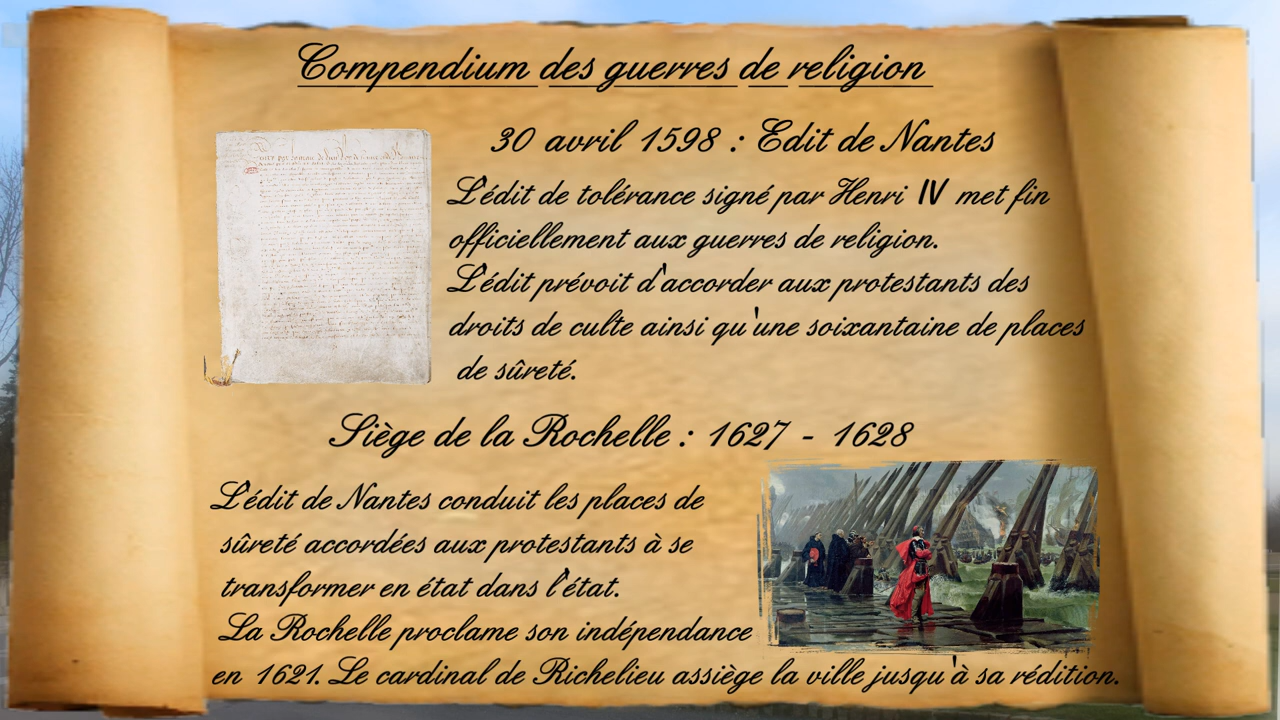 Compendium des guerres de religion
30 avril 1598 : Edit de Nantes
L'édit de tolérance signé par Henri IV met fin
officiellement aux guerres de religion.
L'édit prévoit d'accorder aux protestants des
droits de culte ainsi qu'une soixantaine de places
de sûreté.
Siège de la Rochelle : 1627 - 1628
L'édit de Nantes conduit les places de
sûreté accordées aux protestants à se
transformer en état dans l'état.
La Rochelle proclame son indépendance
en 1621. Le cardinal de Richelieu assiège la ville jusqu'à sa rédition.